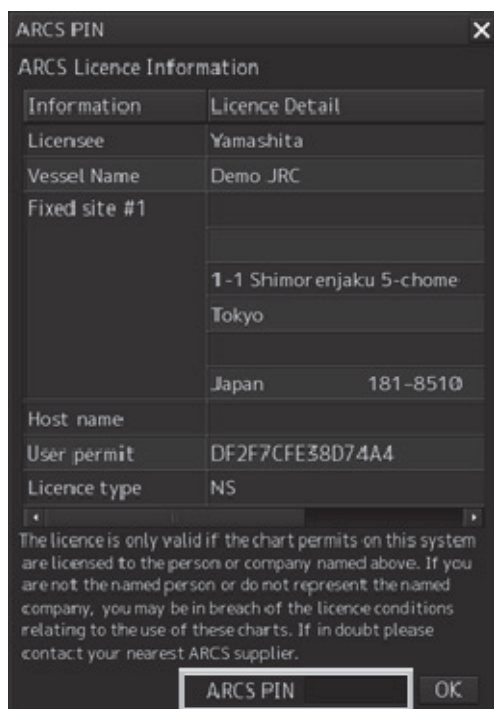 ARCS PIN ×
ARCS Licence Information
Information Licence Detail
Licensee Yamashita
Vessel Name Demo JRC
Fixed site #1
1-1 Shimorenjaku 5-chome
Tokyo
Japan 181-8510
Host name
User permit DF2F7CFE38D74A4
Licence type NS
The licence is only valid if the chart permits on this system
are licensed to the person or company named above. If you
are not the named person or do not represent the named
company, you may be in breach of the licence conditions
relating to the use of these charts. If in doubt please
contact your nearest ARCS supplier.
ARCS PIN OK